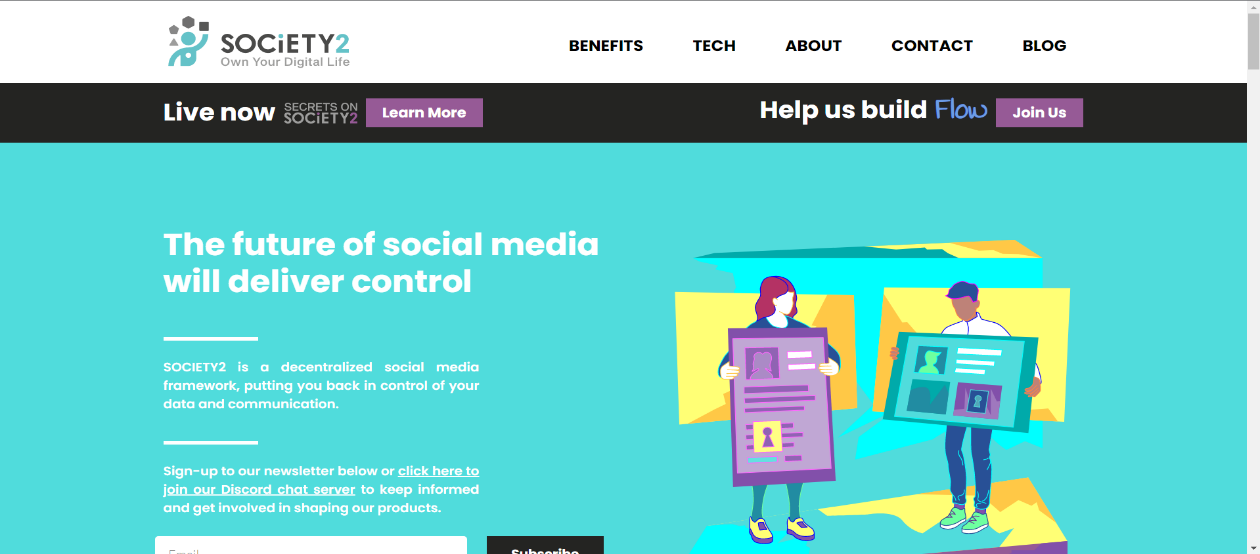 SOCiETY2
Own Your Digital Life
BENEFITS TECH ABOUT CONTACT BLOG
Live now SECRETS ON SOCiETY2 Learn More
Help us build Flow Join Us
The future of social media
will deliver control
SOCIETY2 is a decentralized social media
framework, putting you back in control of your
data and communication.
Sign-up to our newsletter below or click here to
join our Discord chat server to keep informed
and get involved in shaping our products.
Email
Subscribe